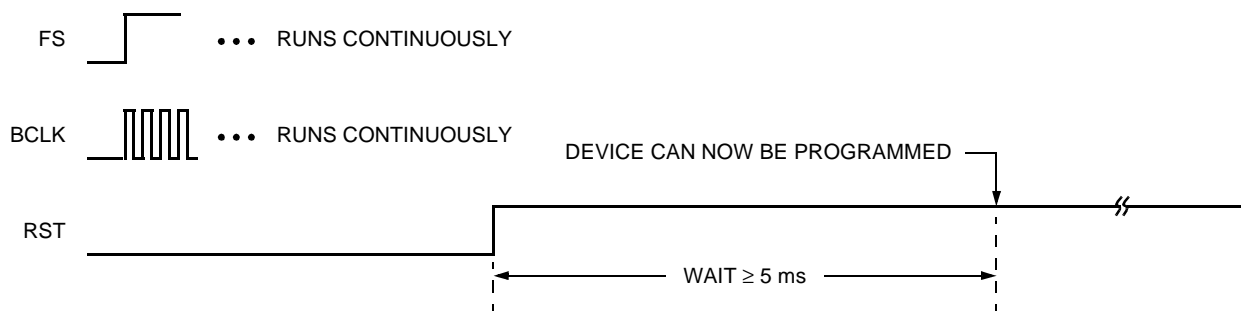 FS ••• RUNS CONTINUOUSLY
BCLK ••• RUNS CONTINUOUSLY
DEVICE CAN NOW BE PROGRAMMED
RST
WAIT ≥ 5 ms